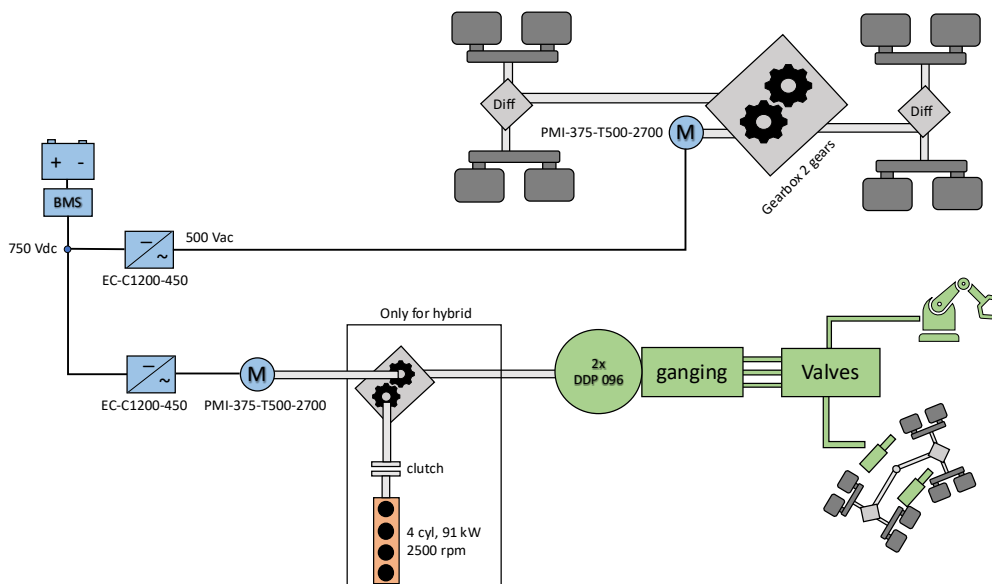 Diff
Diff
M
PMI-375-T500-2700
Gearbox 2 gears
+ -
BMS
750 Vdc
500 Vac
– ~
EC-C1200-450
Only for hybrid
– ~
EC-C1200-450
M
PMI-375-T500-2700
2x
DDP 096
ganging
Valves
clutch
4 cyl, 91 kW
2500 rpm